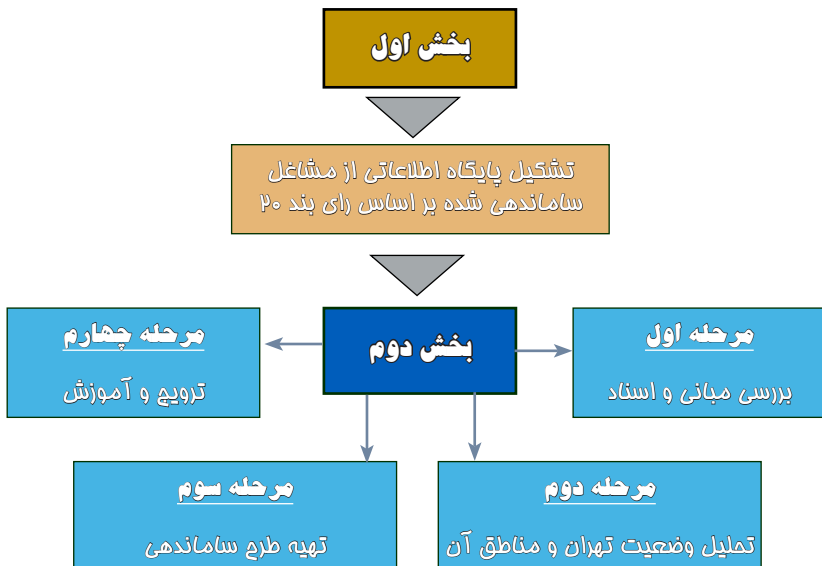 بخش اول
تشکیل پایگاه اطلاعاتی از مشاغل
ساماندهی شده بر اساس رای بند ۲۰
بخش دوم
مرحله اول
بررسی مبانی و اسناد
مرحله دوم
تحلیل وضعیت تهران و مناطق آن
مرحله سوم
تهیه طرح ساماندهی
مرحله چهارم
ترویج و آموزش